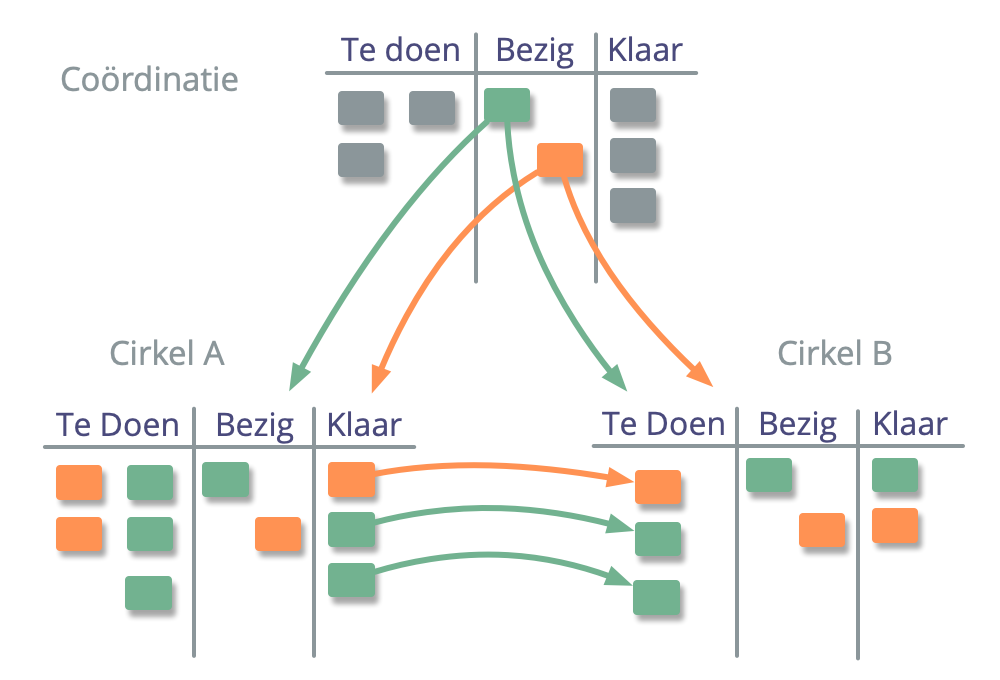 Te doen
Bezig
Klaar
Coördinatie
Cirkel A
Cirkel B
Te Doen
Bezig
Klaar
Te Doen
Bezig
Klaar